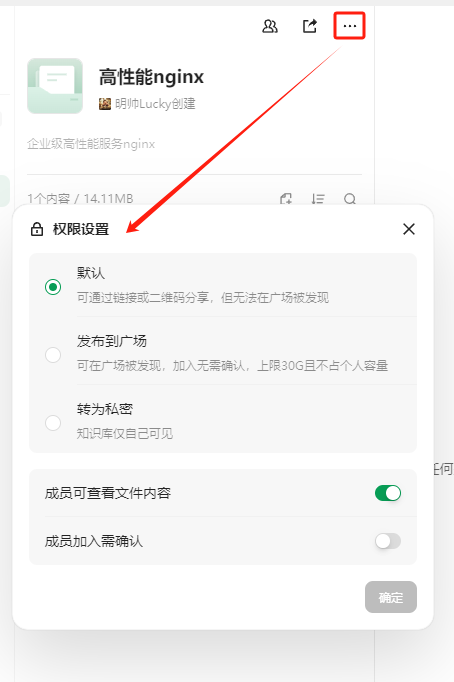 高性能nginx
明帅Lucky创建
企业级高性能服务nginx
1个内容 / 14.11MB
权限设置
默认
可通过链接或二维码分享，但无法在广场被发现
发布到广场
可在广场被发现，加入无需确认，上限30G且不占个人容量
转为私密
知识库仅自己可见
任何
成员可查看文件内容
成员加入需确认
确定